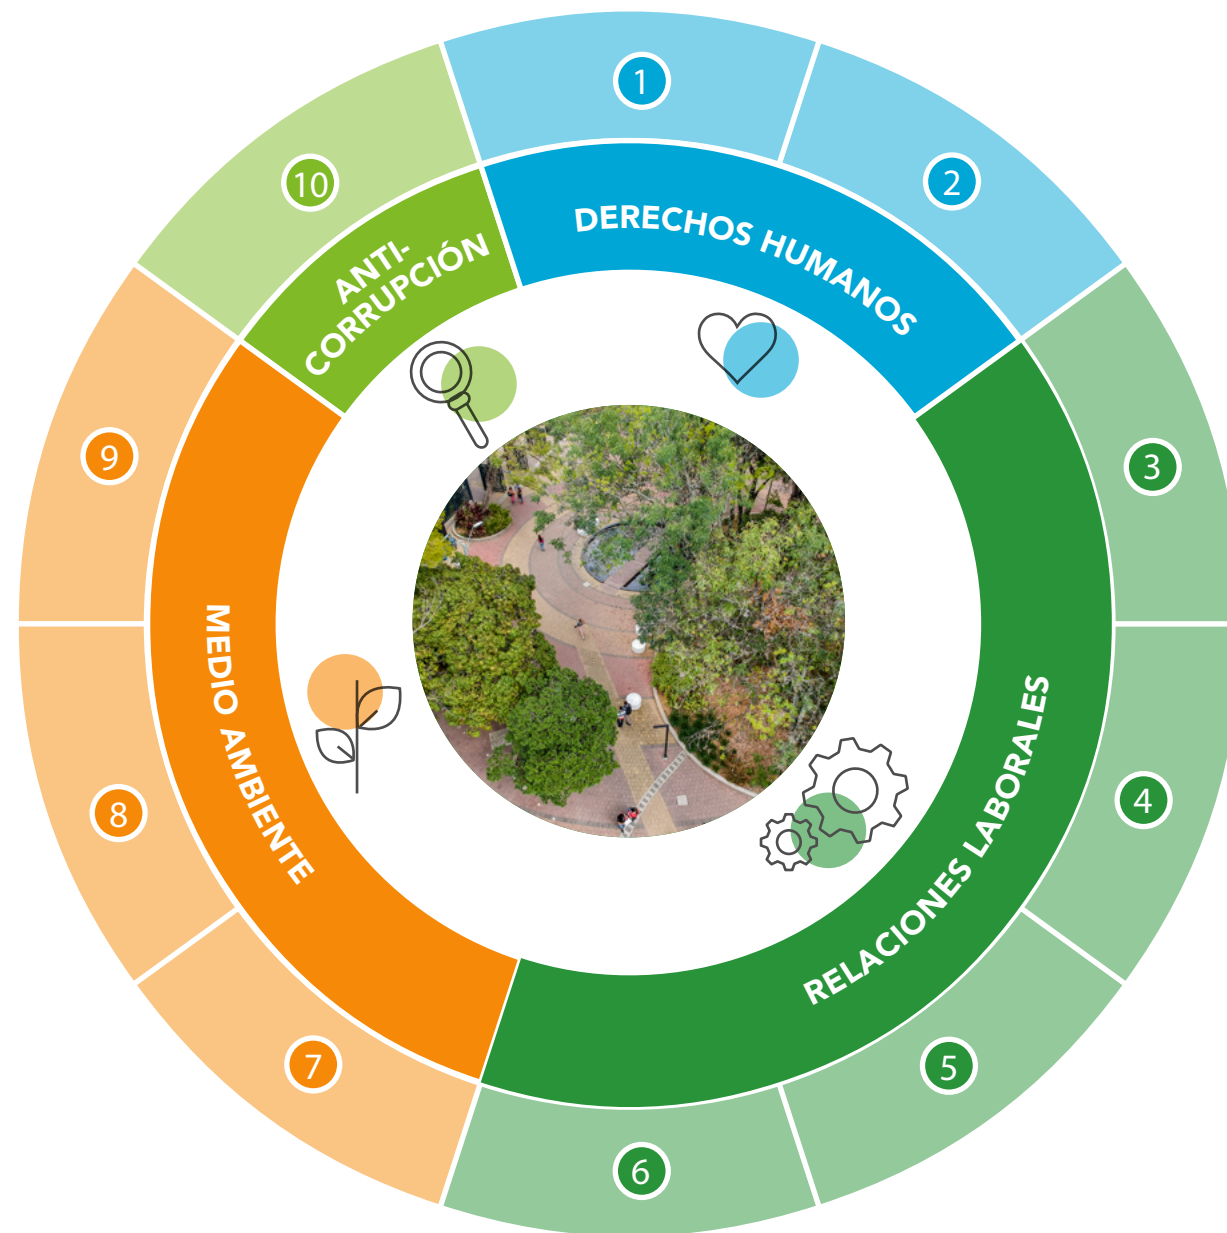 1
2
DERECHOS HUMANOS
3
4
5
6
RELACIONES LABORALES
7
8
9
MEDIO AMBIENTE
10
ANTI-
CORRUPCIÓN